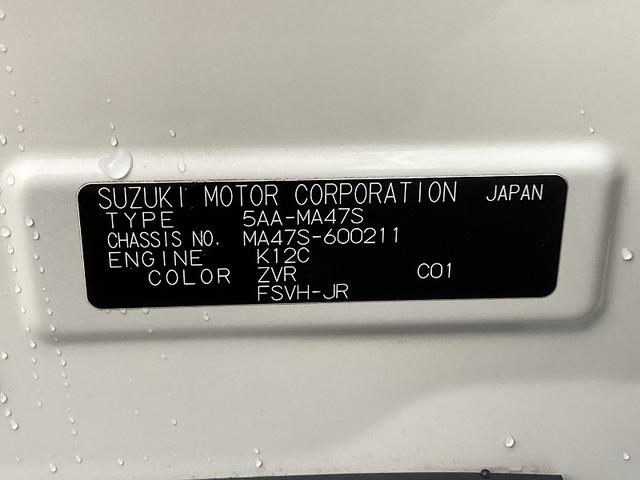 SUZUKI MOTOR CORPORATION JAPAN
TYPE 5AA-MA47S
CHASSIS NO. MA47S-600211
ENGINE K12C
COLOR ZVR C01
FSVH-JR